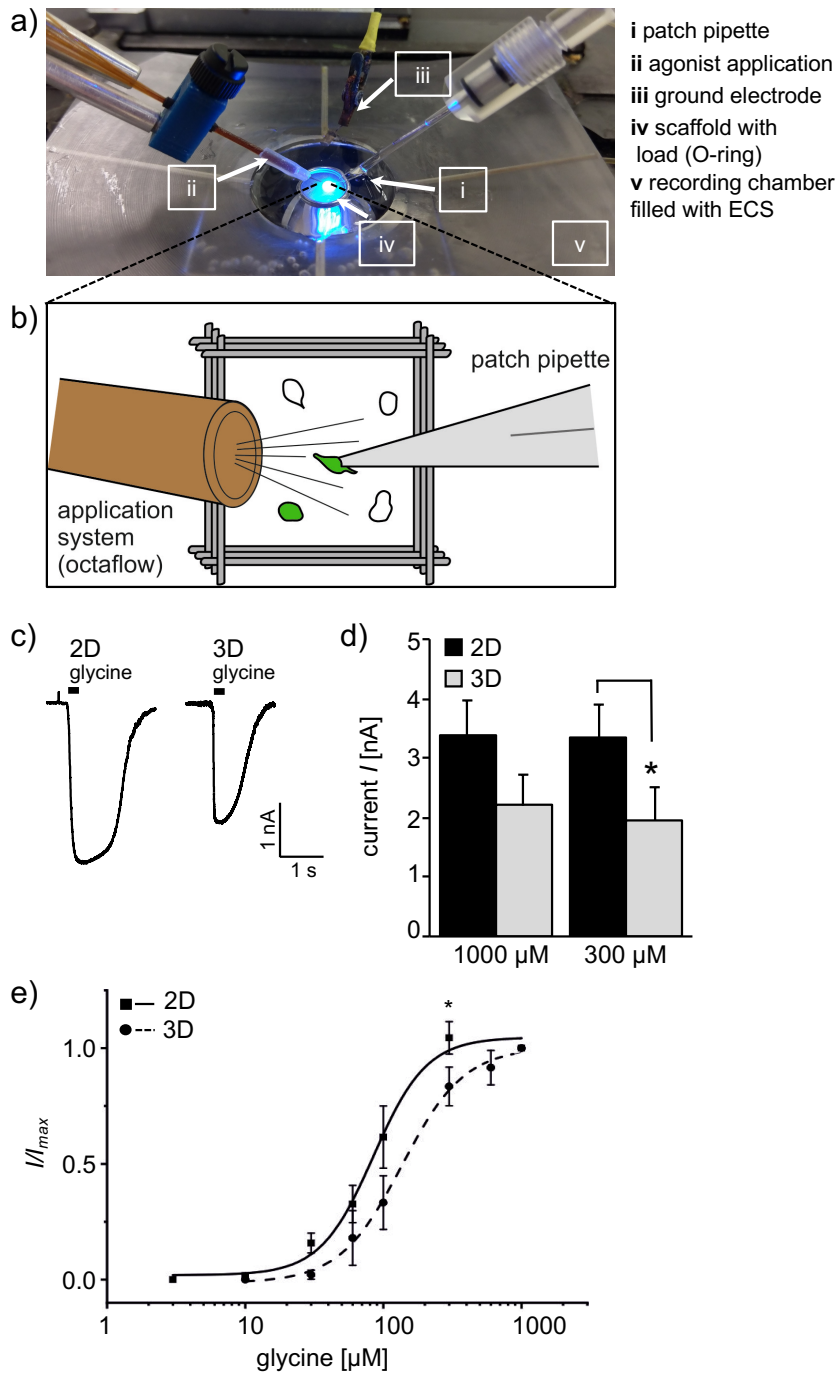 a)
iii
ii
i
iv
v
i patch pipette
ii agonist application
iii ground electrode
iv scaffold with
load (O-ring)
v recording chamber
filled with ECS
b)
patch pipette
application
system
(octaflow)
c)
2D
glycine
3D
glycine
1 nA
1 s
d)
2D
3D
5
4
3
2
1
0
current I [nA]
*
1000 µM
300 µM
e)
2D
3D
*
1.0
0.5
0.0
I/Imax
1
10
100
1000
glycine [µM]